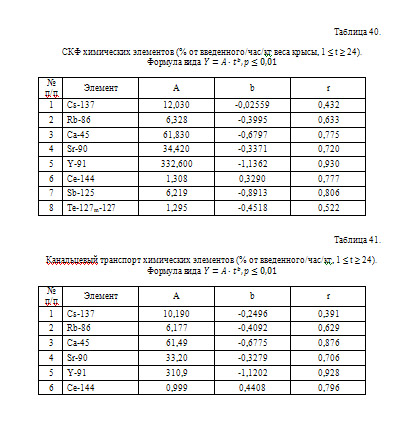 Таблица 40.
СКФ химических элементов (% от введенного/час/кг веса крысы, 1 ≤ t ≥ 24).
Формула вида Y = A · tᵇ, p ≤ 0,01
№ п/п. Элемент A b r
1 Cs-137 12,030 -0,02559 0,432
2 Rb-86 6,328 -0,3995 0,633
3 Ca-45 61,830 -0,6797 0,775
4 Sr-90 34,420 -0,3371 0,720
5 Y-91 332,600 -1,1362 0,930
6 Ce-144 1,308 0,3290 0,777
7 Sb-125 6,219 -0,8913 0,806
8 Te-127m-127 1,295 -0,4518 0,522
Таблица 41.
Канальцевый транспорт химических элементов (% от введенного/час/кг, 1 ≤ t ≥ 24).
Формула вида Y = A · tᵇ, p ≤ 0,01
№ п/п. Элемент A b r
1 Cs-137 10,190 -0,2496 0,391
2 Rb-86 6,177 -0,4092 0,629
3 Ca-45 61,49 -0,6775 0,876
4 Sr-90 33,20 -0,3279 0,706
5 Y-91 310,9 -1,1202 0,928
6 Ce-144 0,999 0,4408 0,796